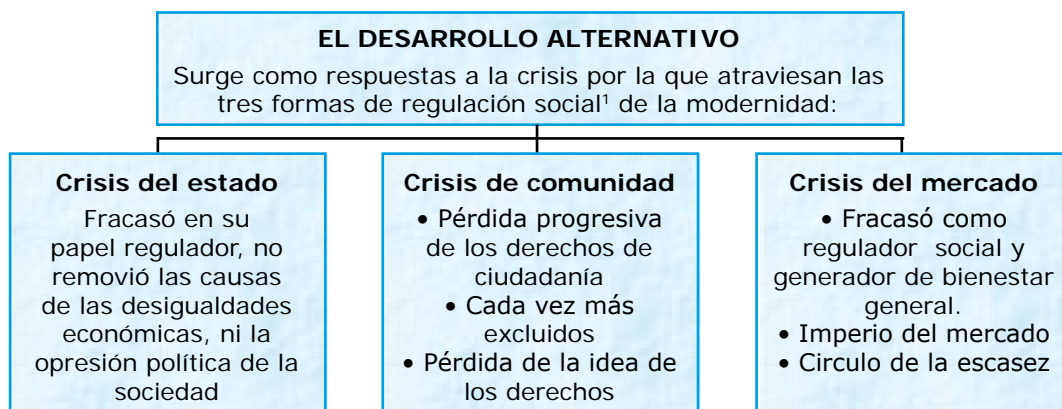 EL DESARROLLO ALTERNATIVO
Surge como respuestas a la crisis por la que atraviesan las
tres formas de regulación social¹ de la modernidad:
Crisis del estado
Fracasó en su
papel regulador, no
removió las causas
de las desigualdades
económicas, ni la
opresión política de la
sociedad
Crisis de comunidad
• Pérdida progresiva
de los derechos de
ciudadanía
• Cada vez más
excluidos
• Pérdida de la idea de
los derechos
Crisis del mercado
• Fracasó como
regulador social y
generador de bienestar
general.
• Imperio del mercado
• Circulo de la escasez